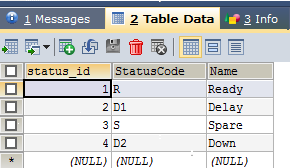 1 Messages 2 Table Data 3 Info
status_id StatusCode Name
1 R Ready
2 D1 Delay
3 S Spare
4 D2 Down
* (NULL) (NULL) (NULL)